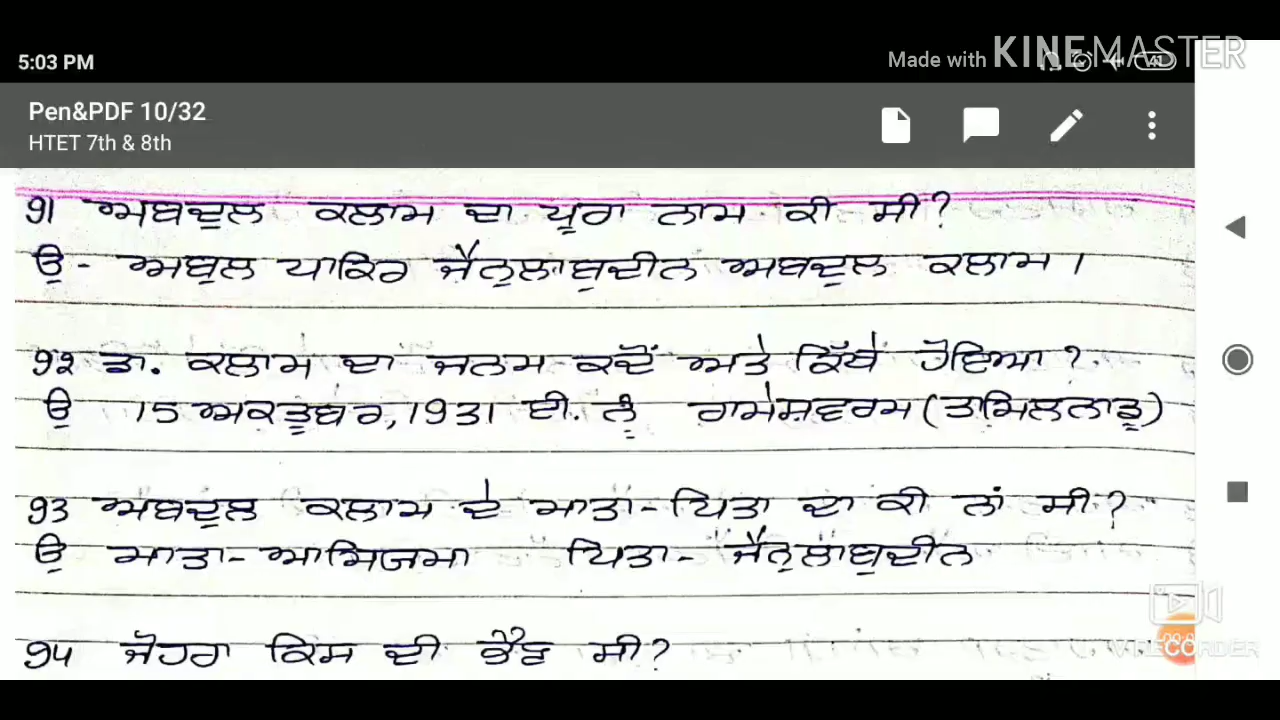 5:03 PM
Made with KINEMASTER
41
Pen&PDF 10/32
HTET 7th & 8th
91 ਅਬਦੁਲ ਕਲਾਮ ਦਾ ਪੂਰਾ ਨਾਮ ਕੀ ਸੀ?
ਉ- ਅਬੁਲ ਪਾਕਿਰ ਜੈਨੁਲਾਬੁਦੀਨ ਅਬਦੁਲ ਕਲਾਮ।
92 ਡਾ. ਕਲਾਮ ਦਾ ਜਨਮ ਕਦੋਂ ਅਤੇ ਕਿੱਥੇ ਹੋਇਆ?
ਉ 15 ਅਕਤੂਬਰ, 1931 ਈ. ਨੂੰ ਰਾਮੇਸ਼ਵਰਮ (ਤਾਮਿਲਨਾਡੂ)
93 ਅਬਦੁਲ ਕਲਾਮ ਦੇ ਮਾਤਾ-ਪਿਤਾ ਦਾ ਕੀ ਨਾਂ ਸੀ?
ਉ ਮਾਤਾ- ਆਸਿਜਮਾ ਪਿਤਾ- ਜੈਨੁਲਾਬੁਦੀਨ
94 ਜੋਹਰਾ ਕਿਸ ਦੀ ਭੈਣ ਸੀ?
V RECORDER